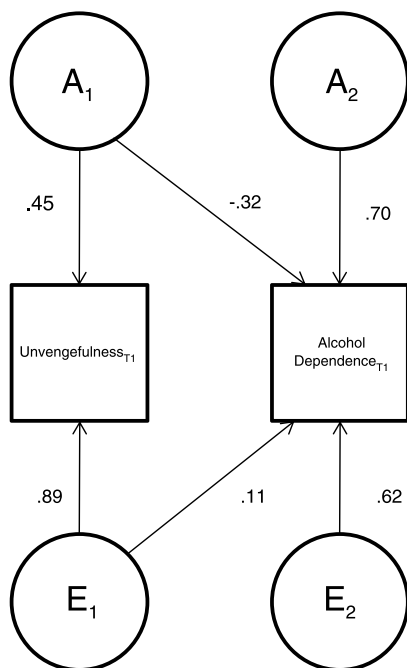 A1 A2
.45 -.32 .70
UnvengefulnessT1
Alcohol
DependenceT1
.89 .11 .62
E1 E2